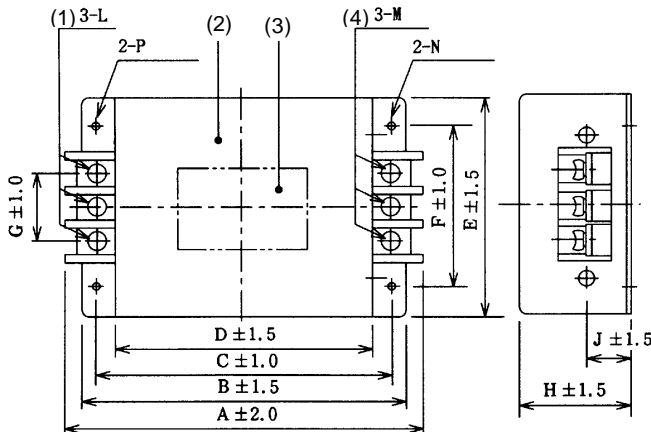 (1) 3-L
(2)
(3)
(4) 3-M
2-P
2-N
G ±1.0
F ±1.0
E ±1.5
D ±1.5
C ±1.0
B ±1.5
A ±2.0
J ±1.5
H ±1.5